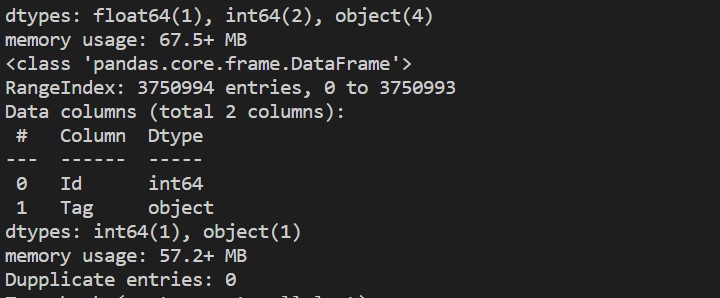 dtypes: float64(1), int64(2), object(4)
memory usage: 67.5+ MB
<class 'pandas.core.frame.DataFrame'>
RangeIndex: 3750994 entries, 0 to 3750993
Data columns (total 2 columns):
 #   Column  Dtype
---  ------  -----
 0   Id      int64
 1   Tag     object
dtypes: int64(1), object(1)
memory usage: 57.2+ MB
Dupplicate entries: 0